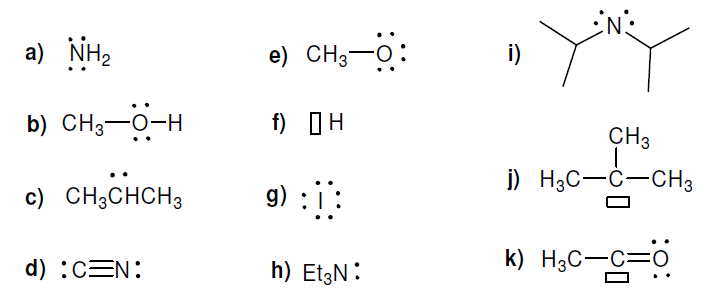 a) NH₂
b) CH₃—O—H
c) CH₃CHCH₃
d) :C≡N:
e) CH₃—O:
f) ▯ H
g) :I:
h) Et₃N:
i) :N:
j) CH₃
H₃C—C—CH₃
k) H₃C—C=O